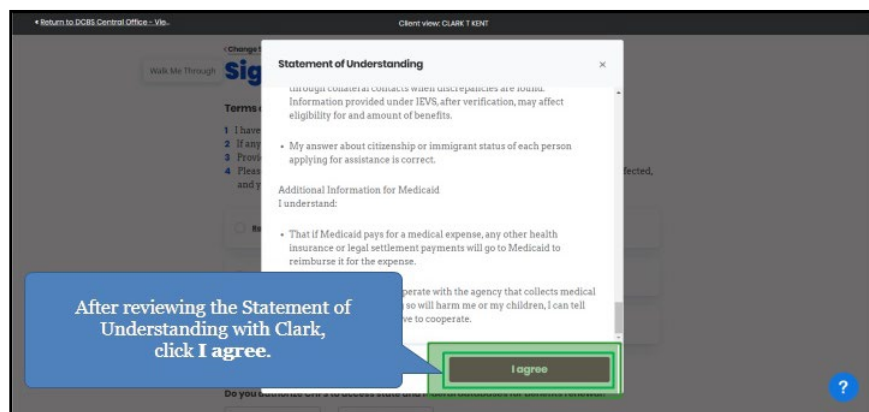 Return to DCBS Central Office - Vie..
Client view: CLARK T KENT
Change
Walk Me Through
Sig
Statement of Understanding
×
through collateral contacts when discrepancies are found.
Information provided under IEVS, after verification, may affect
eligibility for and amount of benefits.
Terms
1 I have
2 If any
3 Provi
4 Pleas
fected,
and y
• My answer about citizenship or immigrant status of each person
applying for assistance is correct.
Additional Information for Medicaid
I understand:
• That if Medicaid pays for a medical expense, any other health
insurance or legal settlement payments will go to Medicaid to
reimburse it for the expense.
perate with the agency that collects medical
so will harm me or my children, I can tell
ve to cooperate.
After reviewing the Statement of
Understanding with Clark,
click I agree.
I agree
Do you
?